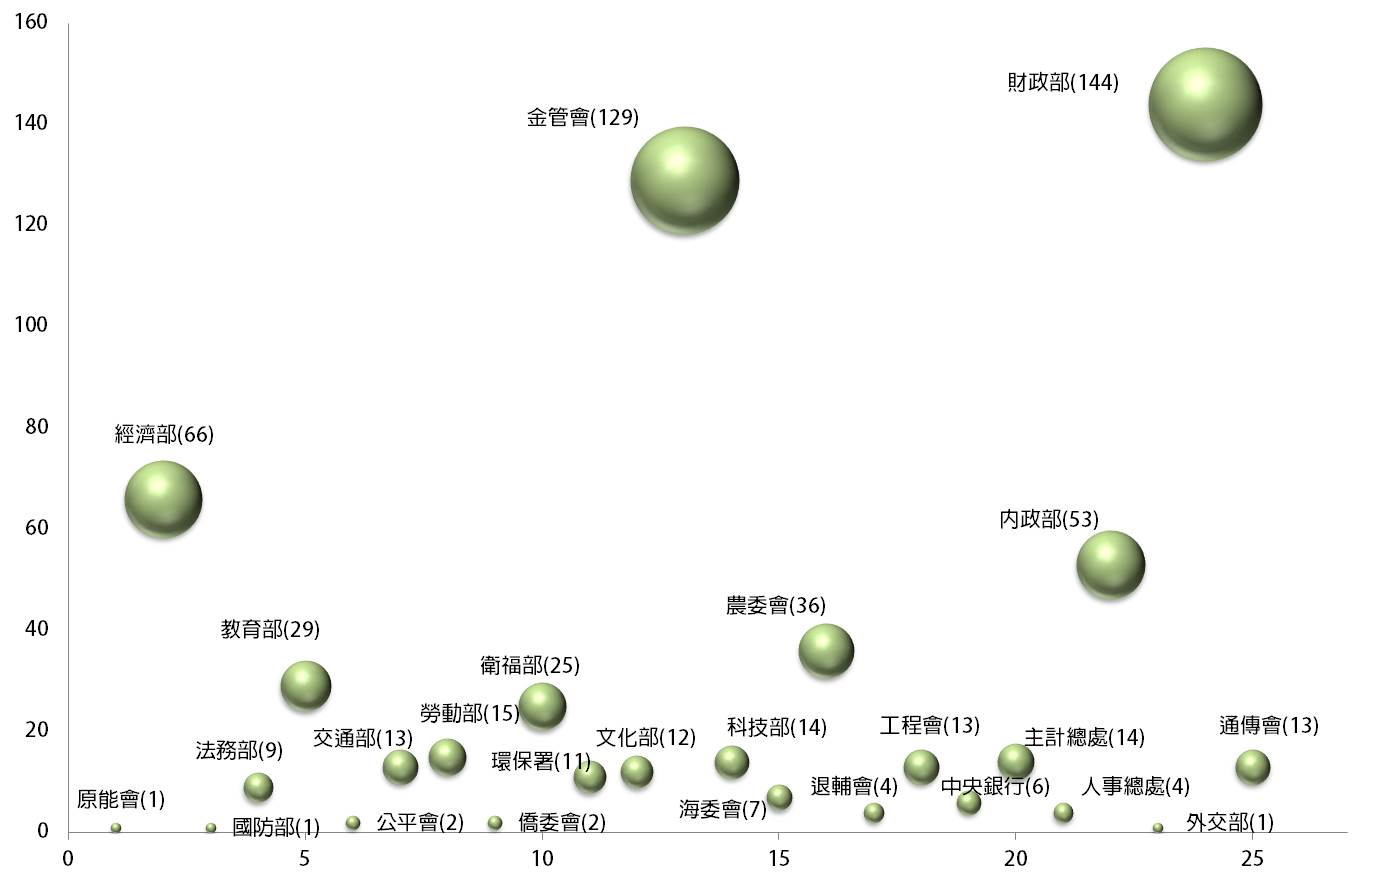 160
財政部(144)
金管會(129)
140
120
100
80
經濟部(66)
60
內政部(53)
農委會(36)
40
教育部(29)
衛福部(25)
20
勞動部(15)
科技部(14)
工程會(13)
通傳會(13)
法務部(9)
交通部(13)
環保署(11)
文化部(12)
主計總處(14)
原能會(1)
海委會(7)
退輔會(4)
中央銀行(6)
人事總處(4)
0
國防部(1)
公平會(2)
僑委會(2)
外交部(1)
0
5
10
15
20
25